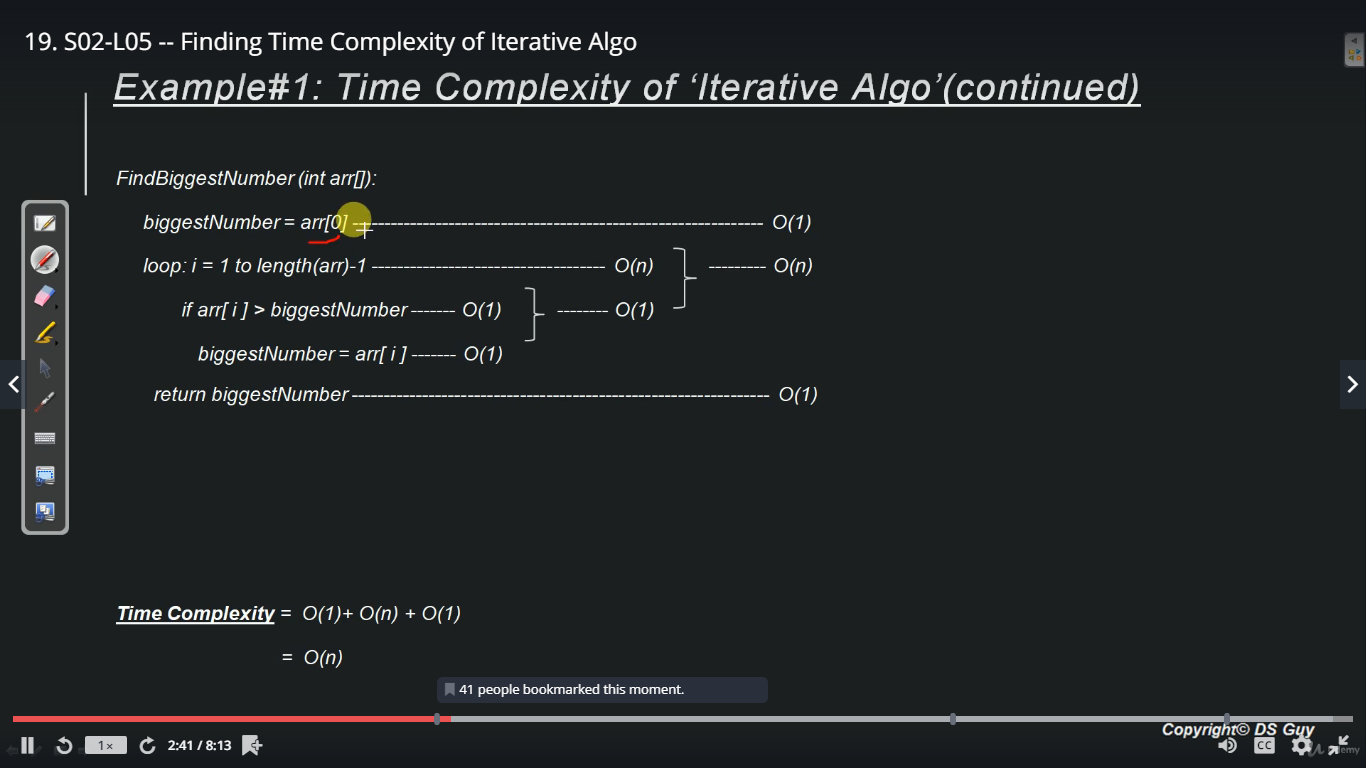 19. S02-L05 -- Finding Time Complexity of Iterative Algo
Example#1: Time Complexity of ‘Iterative Algo’(continued)
FindBiggestNumber (int arr[]):
biggestNumber = arr[0] ---------------------------------------------------------------- O(1)
loop: i = 1 to length(arr)-1 ------------------------------------- O(n) --------- O(n)
if arr[ i ] > biggestNumber ------- O(1) -------- O(1)
biggestNumber = arr[ i ] ------- O(1)
return biggestNumber ------------------------------------------------------------------ O(1)
Time Complexity = O(1)+ O(n) + O(1)
= O(n)
41 people bookmarked this moment.
Copyright© DS Guy
1×
2:41 / 8:13
CC